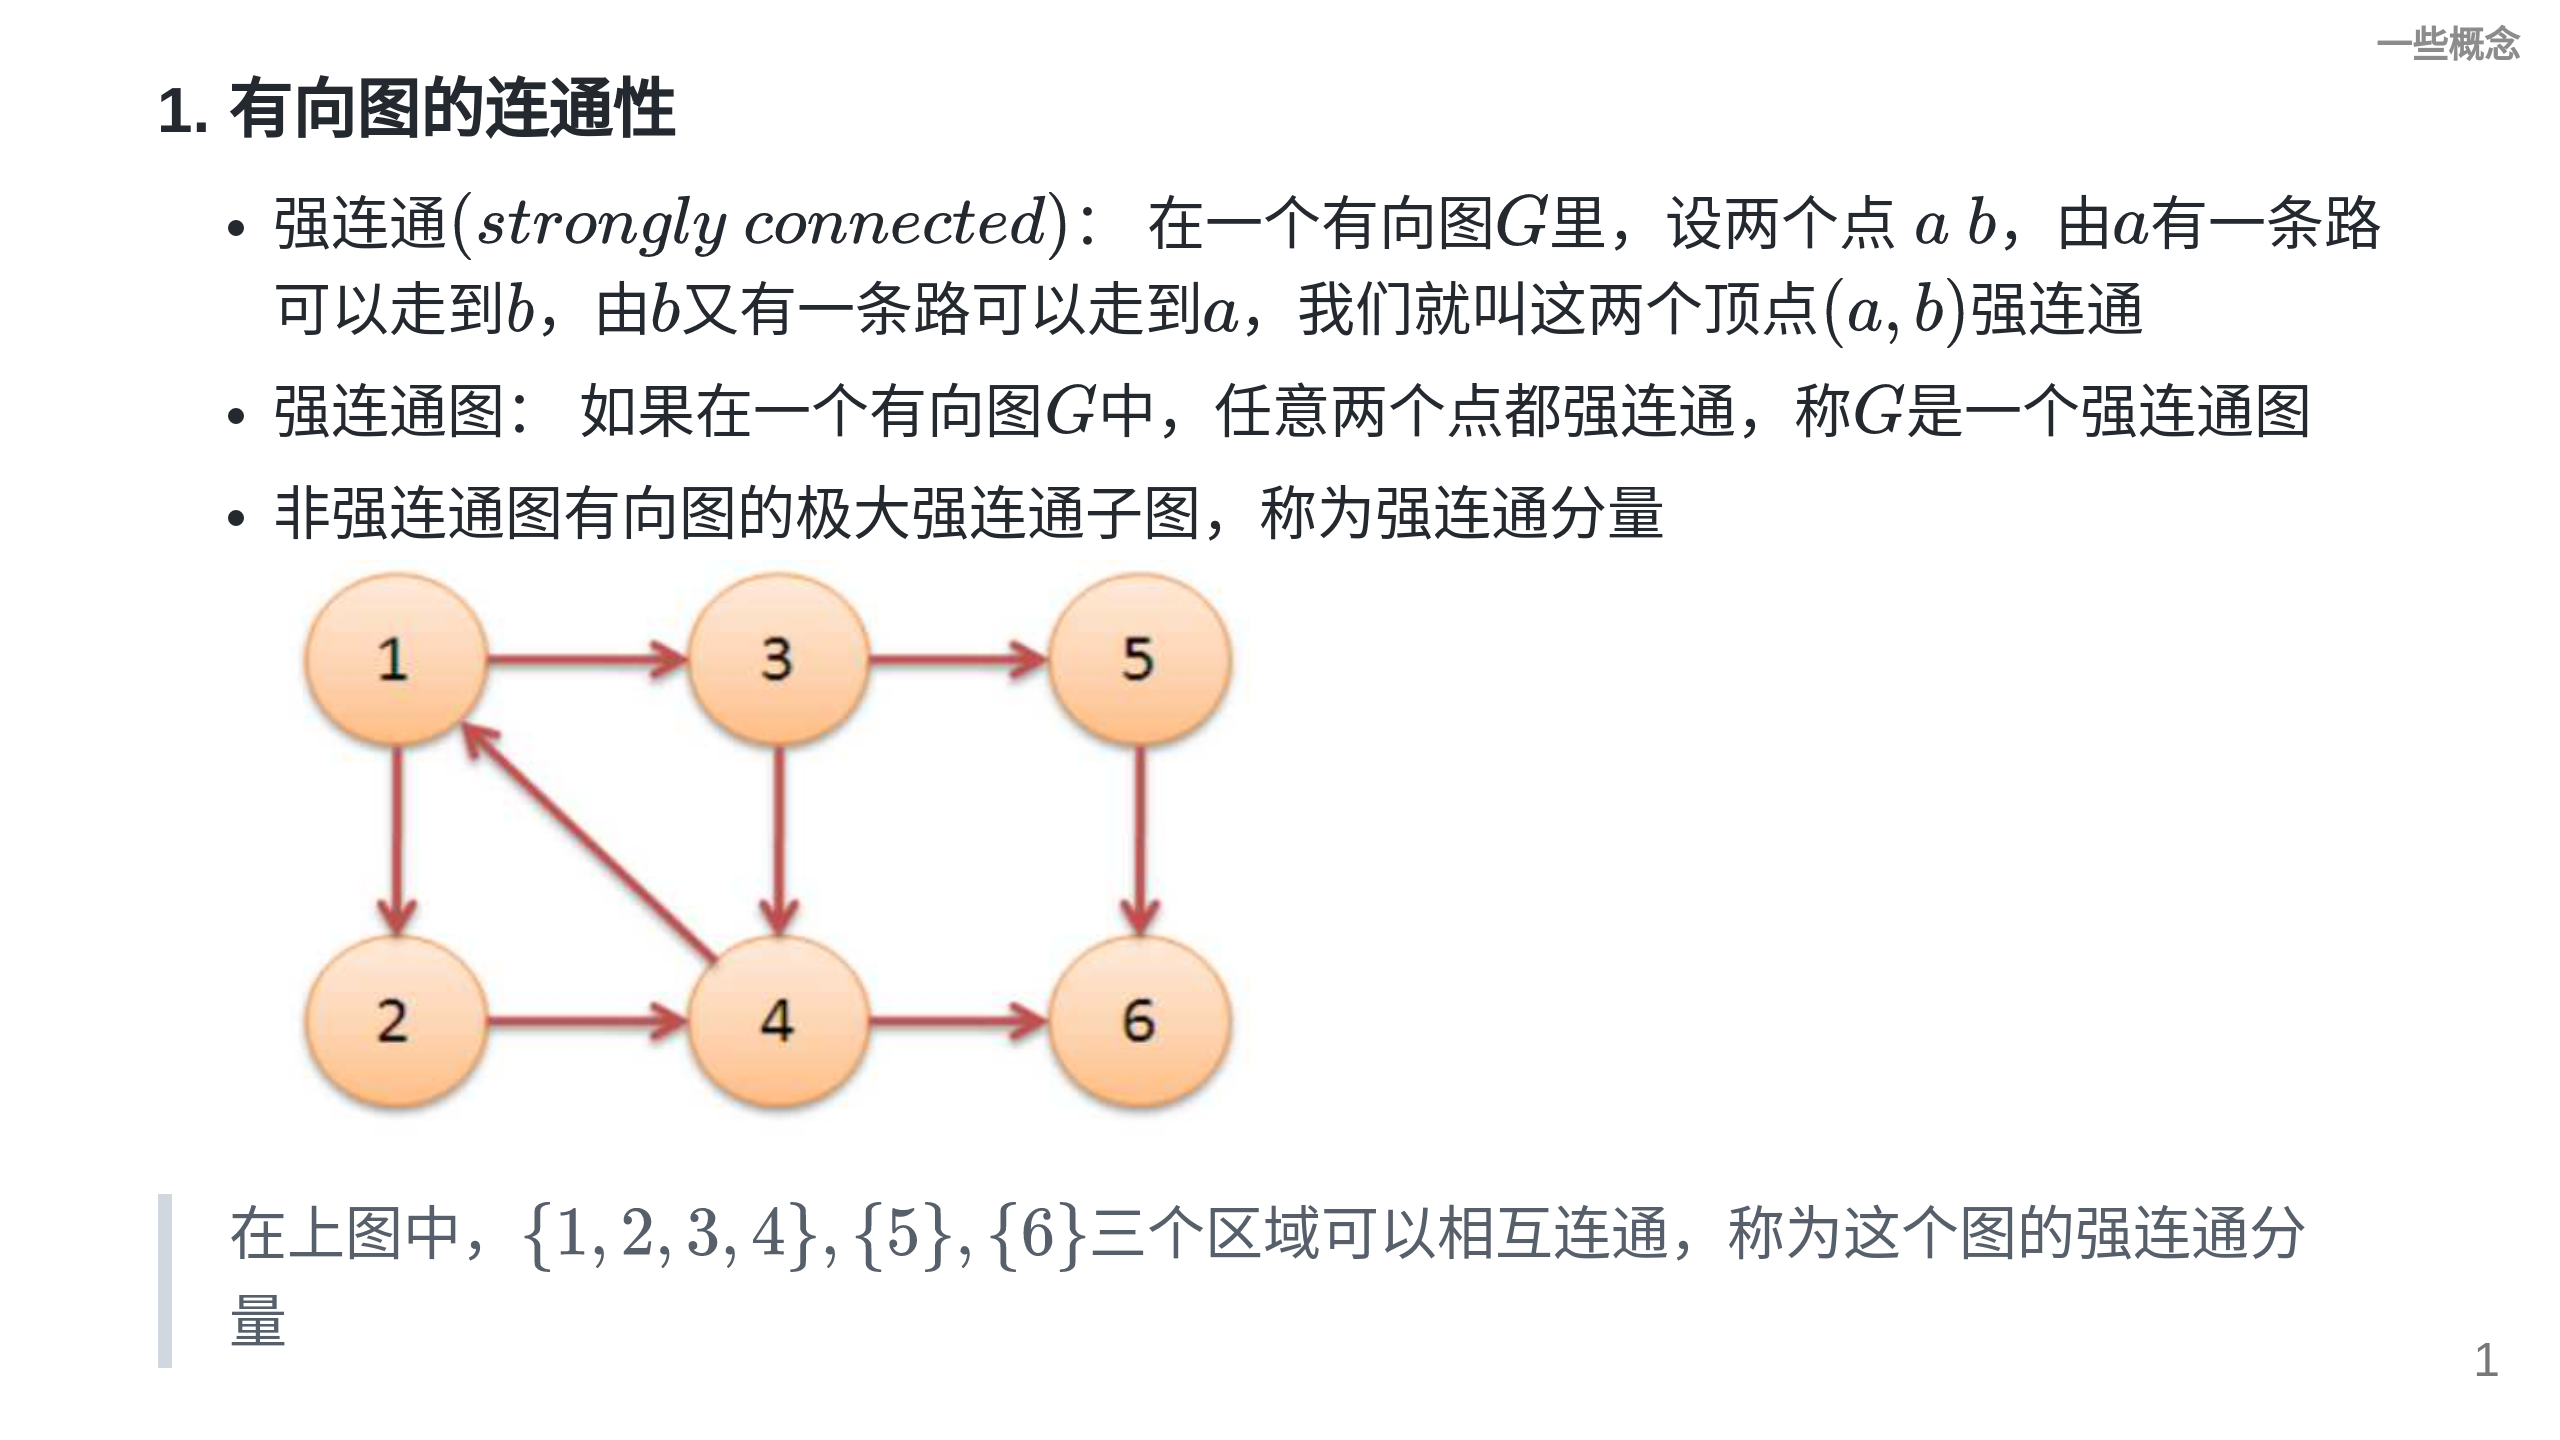 一些概念
1. 有向图的连通性
• 强连通(strongly connected)： 在一个有向图G里，设两个点 a b，由a有一条路
可以走到b，由b又有一条路可以走到a，我们就叫这两个顶点(a, b)强连通
• 强连通图： 如果在一个有向图G中，任意两个点都强连通，称G是一个强连通图
• 非强连通图有向图的极大强连通子图，称为强连通分量
1 3 5
2 4 6
在上图中，{1, 2, 3, 4}, {5}, {6}三个区域可以相互连通，称为这个图的强连通分
量
1